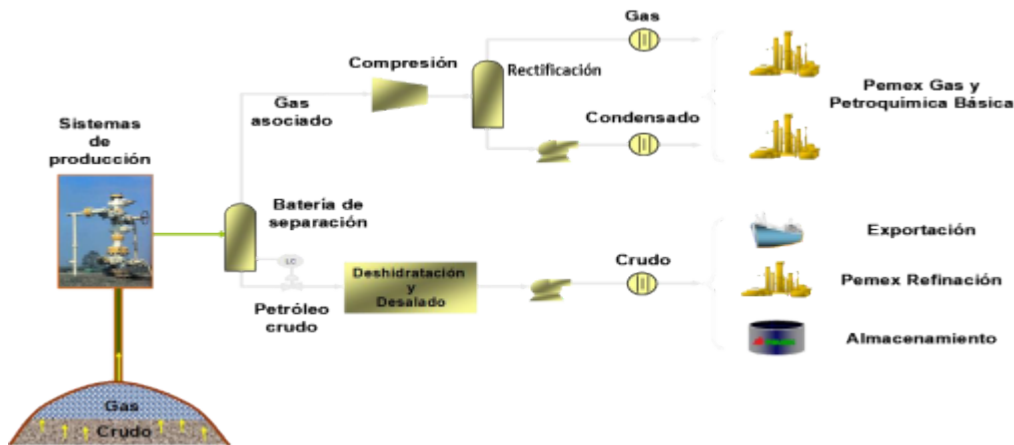 Gas
Compresión
Rectificación
Gas
asociado
Condensado
Pemex Gas y
Petroquímica Básica
Sistemas
de
producción
Batería de
separación
LC
Petróleo
crudo
Deshidratación
y
Desalado
Crudo
Exportación
Pemex Refinación
Almacenamiento
Gas
Crudo